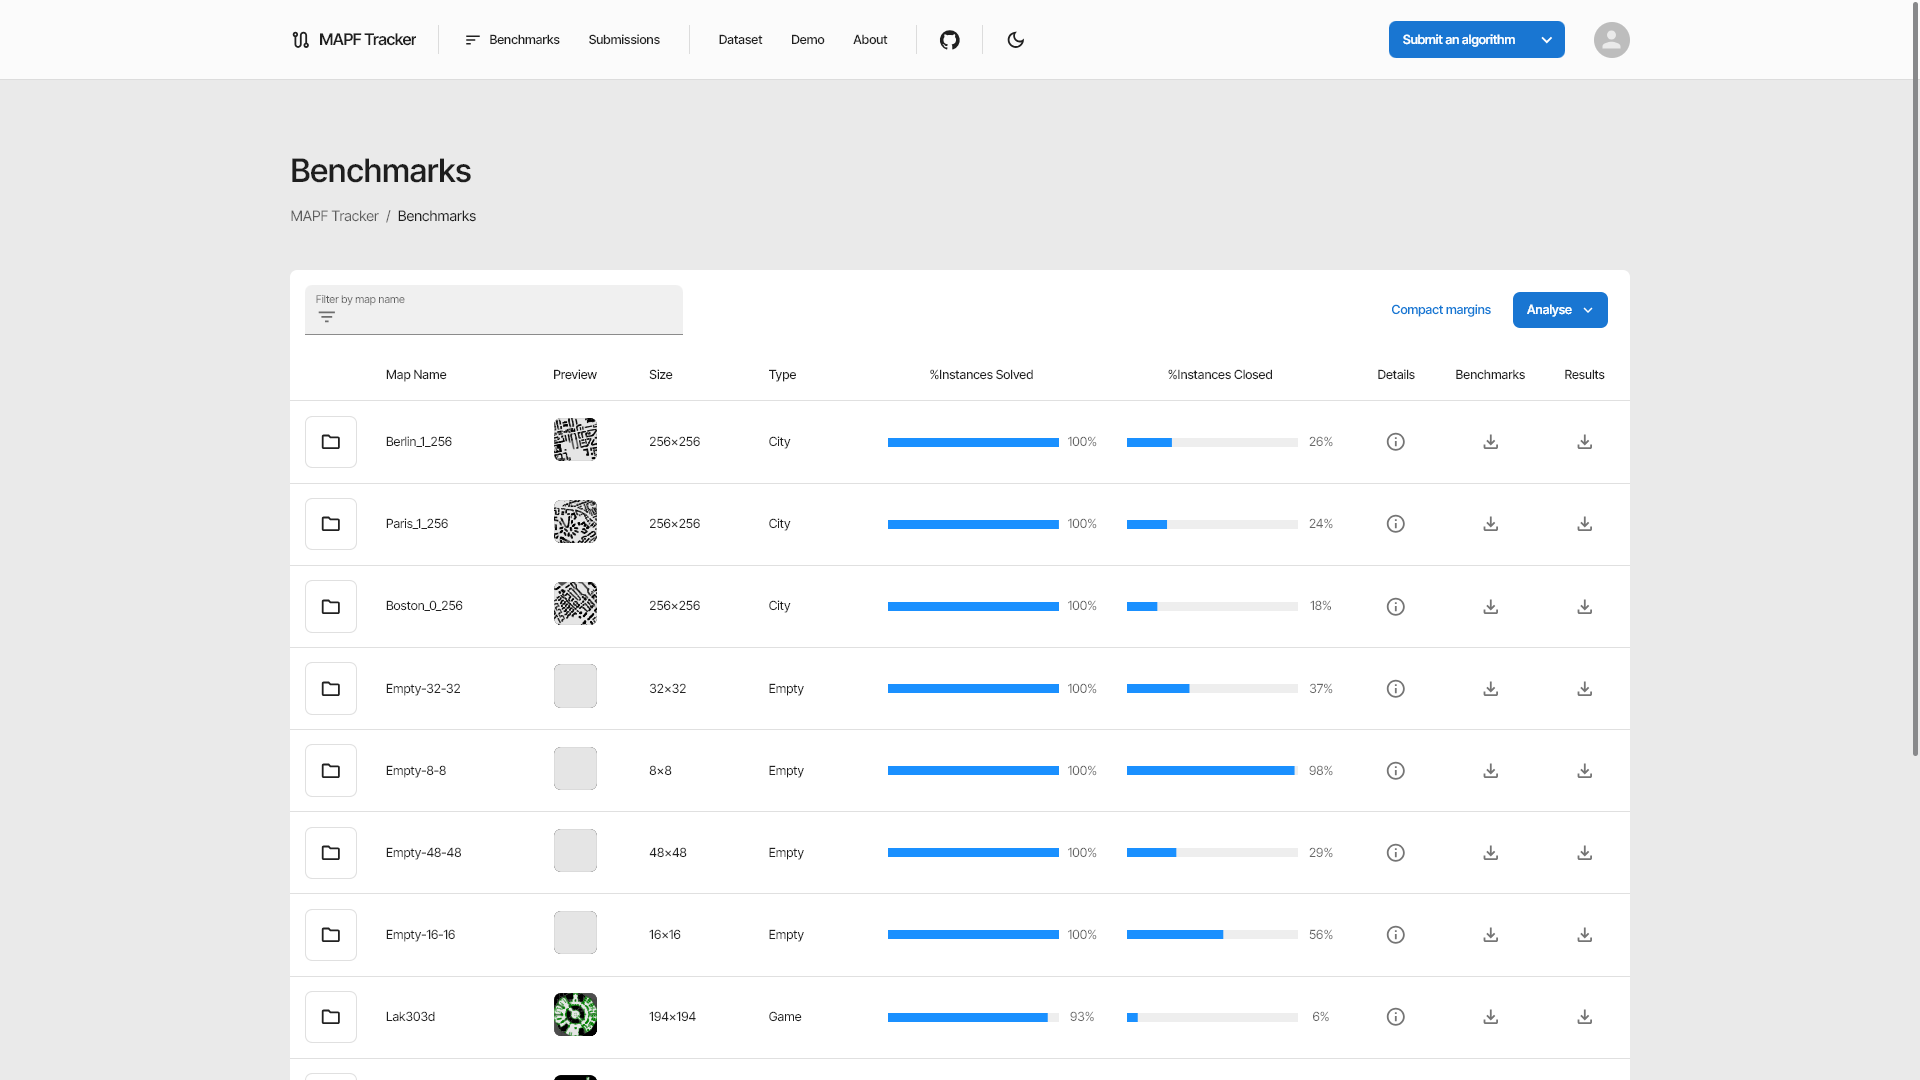 MAPF Tracker Benchmarks Submissions Dataset Demo About Submit an algorithm
Benchmarks
MAPF Tracker / Benchmarks
Filter by map name
Compact margins Analyse
Map Name Preview Size Type %Instances Solved %Instances Closed Details Benchmarks Results
Berlin_1_256 256×256 City 100% 26%
Paris_1_256 256×256 City 100% 24%
Boston_0_256 256×256 City 100% 18%
Empty-32-32 32×32 Empty 100% 37%
Empty-8-8 8×8 Empty 100% 98%
Empty-48-48 48×48 Empty 100% 29%
Empty-16-16 16×16 Empty 100% 56%
Lak303d 194×194 Game 93% 6%